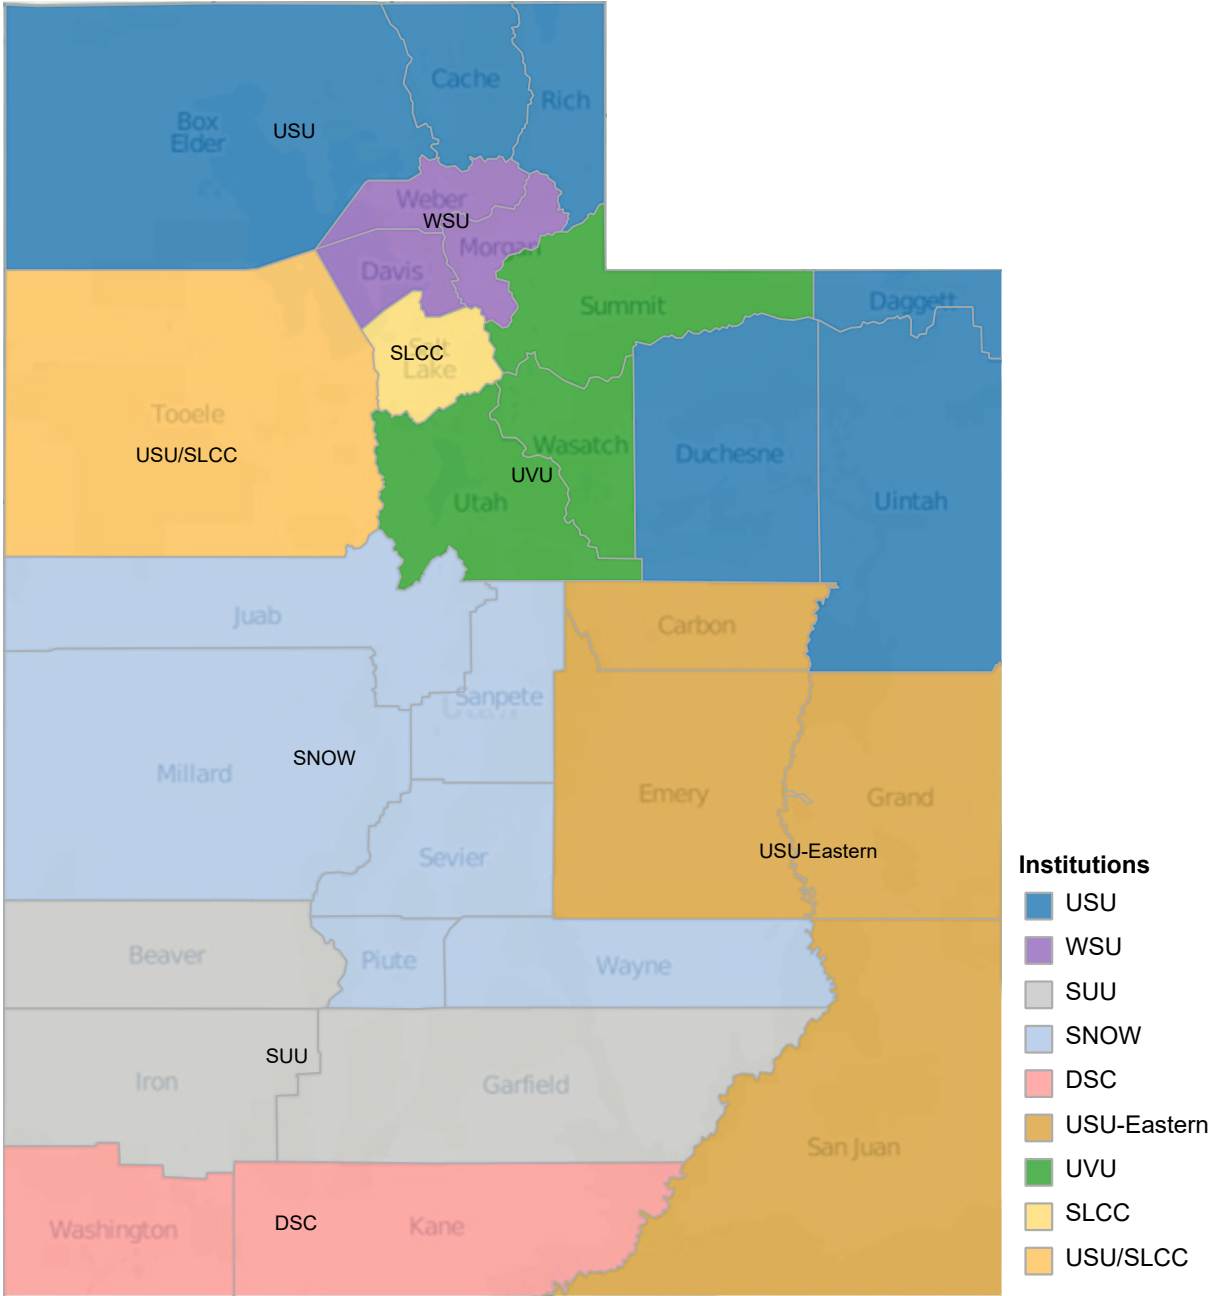 Cache
Rich
Box
Elder
USU
Weber
WSU
Morgan
Davis
Daggett
Summit
Salt
SLCC
Lake
Tooele
USU/SLCC
Wasatch
Duchesne
UVU
Utah
Uintah
Juab
Carbon
Sanpete
Utah
SNOW
Millard
Emery
Grand
Sevier
USU-Eastern
Beaver
Piute
Wayne
SUU
Iron
Garfield
San Juan
Washington
DSC
Kane
Institutions
USU
WSU
SUU
SNOW
DSC
USU-Eastern
UVU
SLCC
USU/SLCC